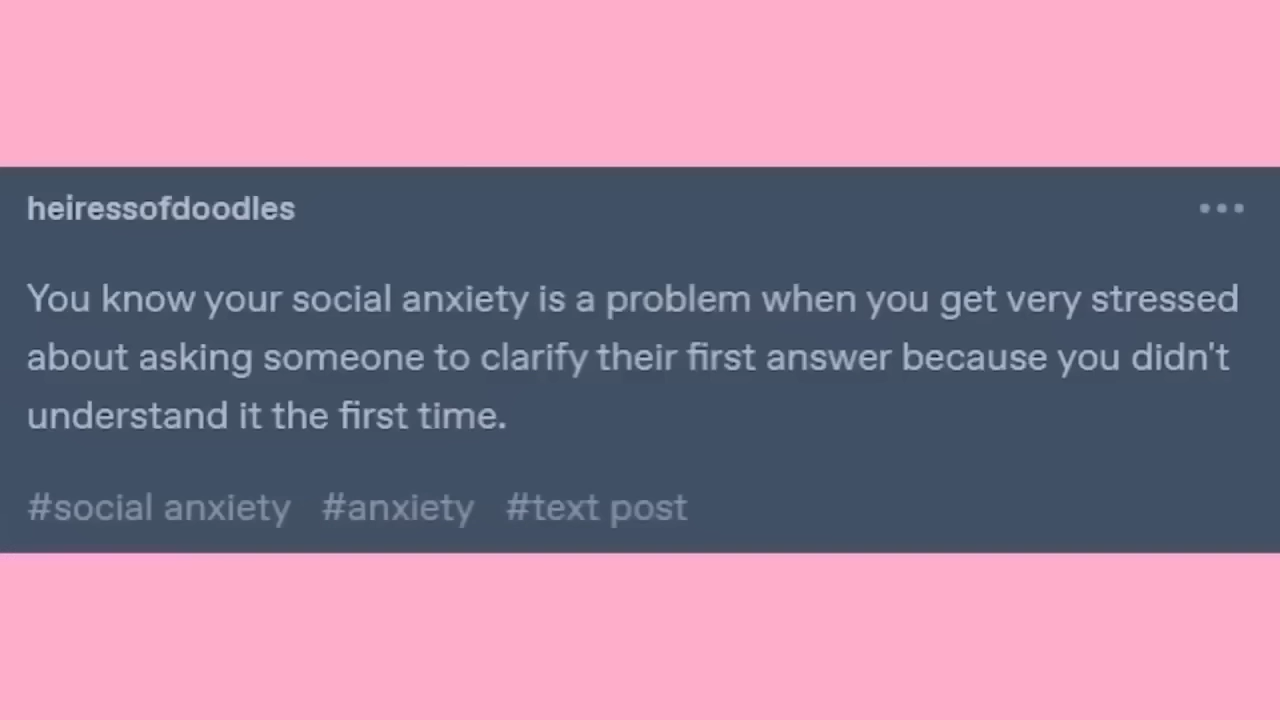 heiressofdoodles
You know your social anxiety is a problem when you get very stressed
about asking someone to clarify their first answer because you didn't
understand it the first time.
#social anxiety #anxiety #text post